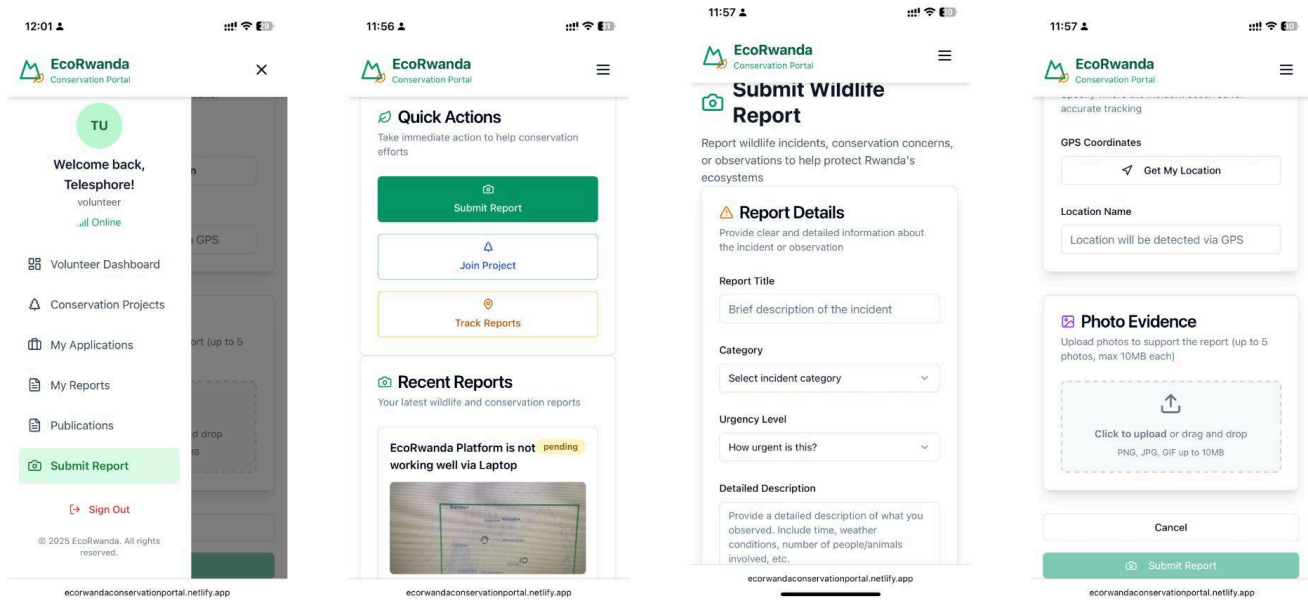 12:01
29
EcoRwanda
Conservation Portal
TU
Welcome back,
Telesphore!
volunteer
Online
Volunteer Dashboard
Conservation Projects
My Applications
My Reports
Publications
Submit Report
Sign Out
© 2025 EcoRwanda. All rights
reserved.
n
GPS
ort (up to 5
d drop
ecorwandaconservationportal.netlify.app
11:56
31
EcoRwanda
Conservation Portal
Quick Actions
Take immediate action to help conservation
efforts
Submit Report
Join Project
Track Reports
Recent Reports
Your latest wildlife and conservation reports
EcoRwanda Platform is not
working well via Laptop
pending
ecorwandaconservationportal.netlify.app
11:57
30
EcoRwanda
Conservation Portal
Submit Wildlife
Report
Report wildlife incidents, conservation concerns,
or observations to help protect Rwanda's
ecosystems
Report Details
Provide clear and detailed information about
the incident or observation
Report Title
Brief description of the incident
Category
Select incident category
Urgency Level
How urgent is this?
Detailed Description
Provide a detailed description of what you
observed. Include time, weather
conditions, number of people/animals
involved, etc.
ecorwandaconservationportal.netlify.app
11:57
30
EcoRwanda
Conservation Portal
accurate tracking
GPS Coordinates
Get My Location
Location Name
Location will be detected via GPS
Photo Evidence
Upload photos to support the report (up to 5
photos, max 10MB each)
Click to upload or drag and drop
PNG, JPG, GIF up to 10MB
Cancel
Submit Report
ecorwandaconservationportal.netlify.app